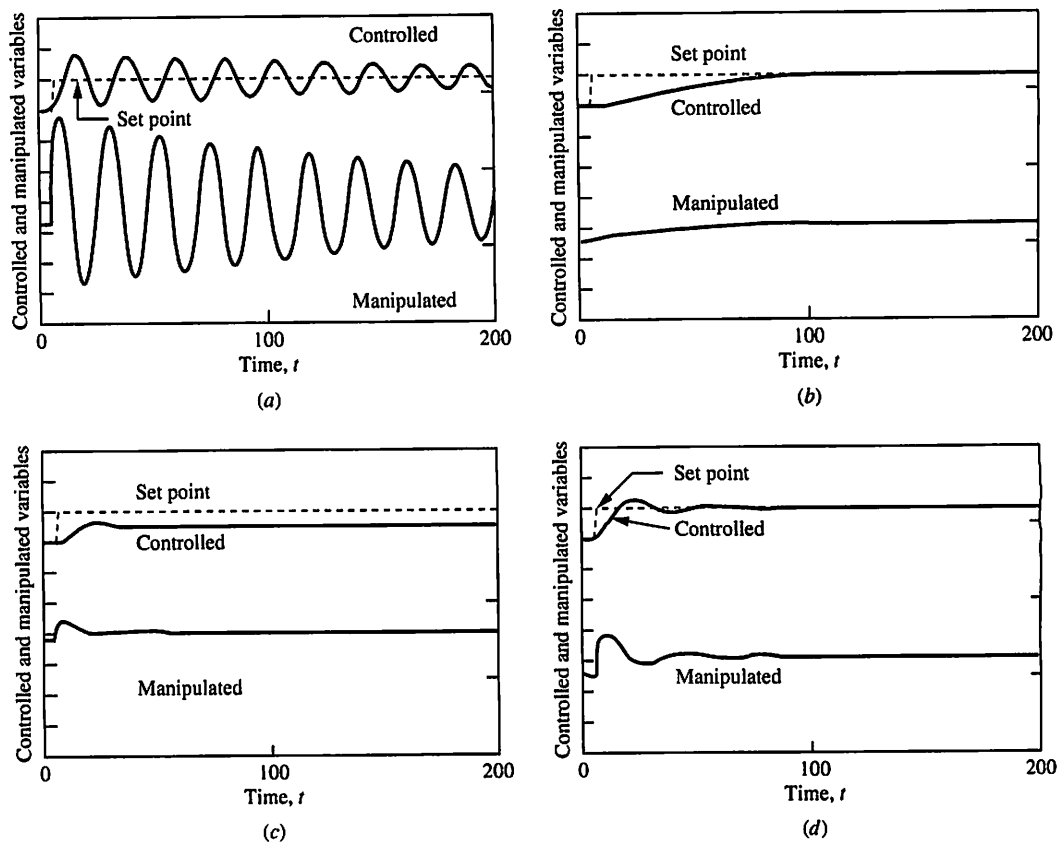 Controlled and manipulated variables
Controlled
Set point
Manipulated
0
100
200
Time, t
(a)
Controlled and manipulated variables
Set point
Controlled
Manipulated
0
100
200
Time, t
(b)
Controlled and manipulated variables
Set point
Controlled
Manipulated
0
100
200
Time, t
(c)
Controlled and manipulated variables
Set point
Controlled
Manipulated
0
100
200
Time, t
(d)